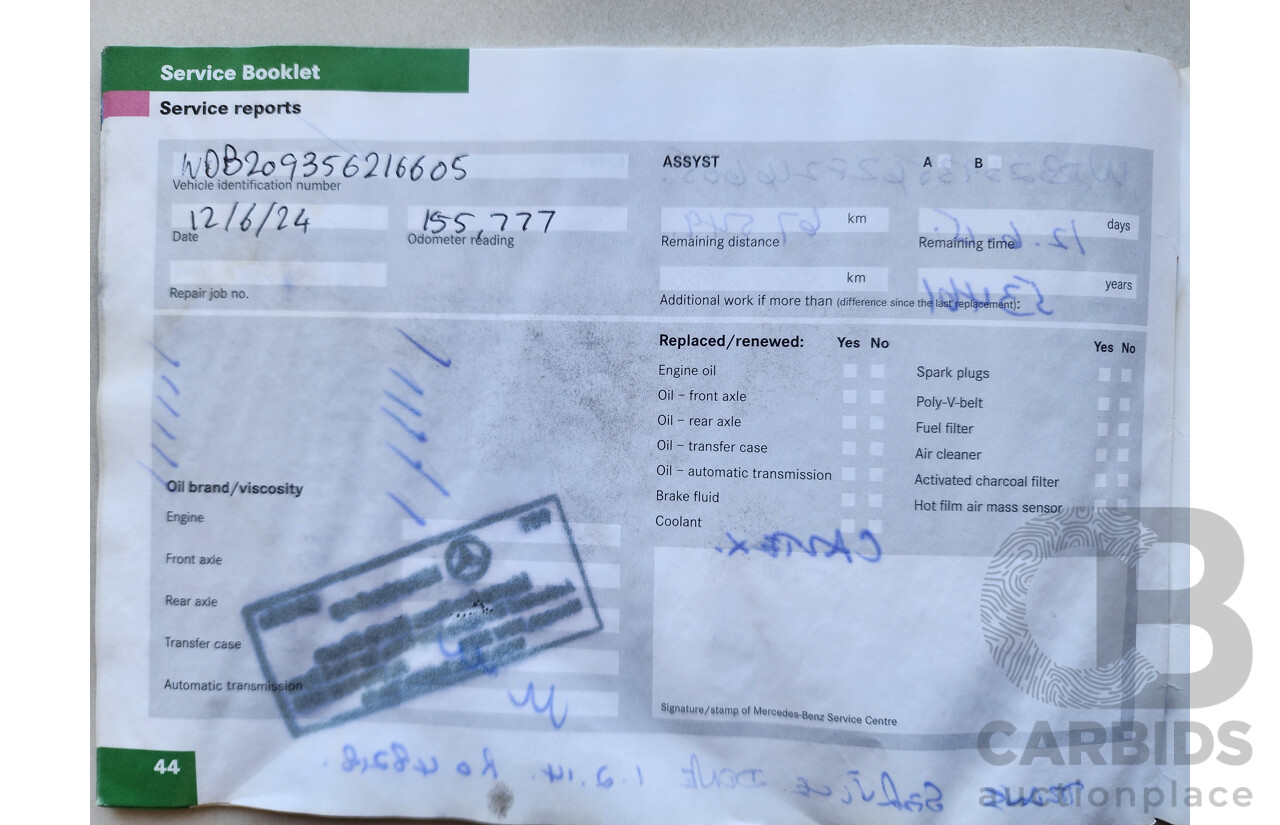 Service Booklet
Service reports
WDB209356216605
Vehicle identification number
12/6/24
155,777
Date
Odometer reading
Repair job no.
ASSYST
A
B
km
days
Remaining distance
Remaining time
km
years
Additional work if more than (difference since the last replacement):
Replaced/renewed:
Yes No
Yes No
Engine oil
Oil – front axle
Oil – rear axle
Oil – transfer case
Oil – automatic transmission
Brake fluid
Coolant
Spark plugs
Poly-V-belt
Fuel filter
Air cleaner
Activated charcoal filter
Hot film air mass sensor
Oil brand/viscosity
Engine
Front axle
Rear axle
Transfer case
Automatic transmission
Signature/stamp of Mercedes-Benz Service Centre
44
CARBIDS
auctionplace